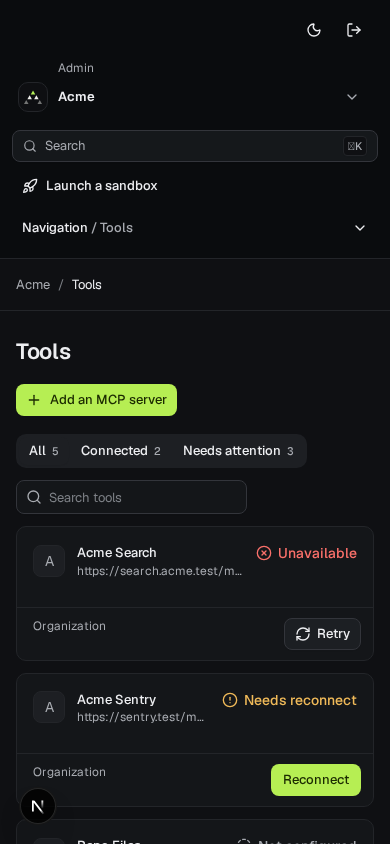 Admin
Acme
Search
K
Launch a sandbox
Navigation / Tools
Acme / Tools
Tools
Add an MCP server
All 5 Connected 2 Needs attention 3
Search tools
A
Acme Search
https://search.acme.test/m...
Unavailable
Organization
Retry
A
Acme Sentry
https://sentry.test/m...
Needs reconnect
Organization
Reconnect
N